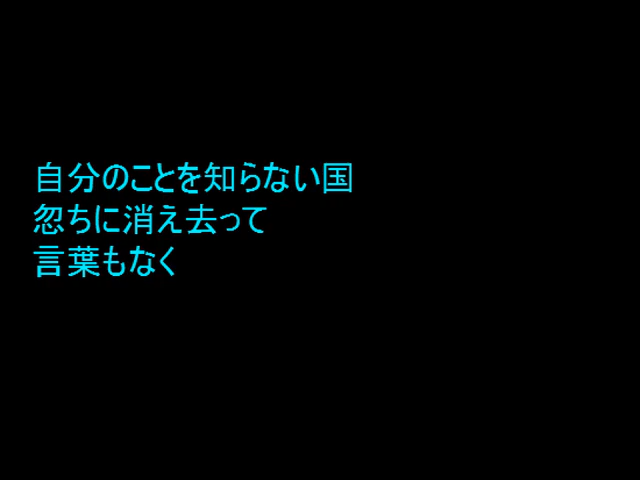 自分のことを知らない国
忽ちに消え去って
言葉もなく